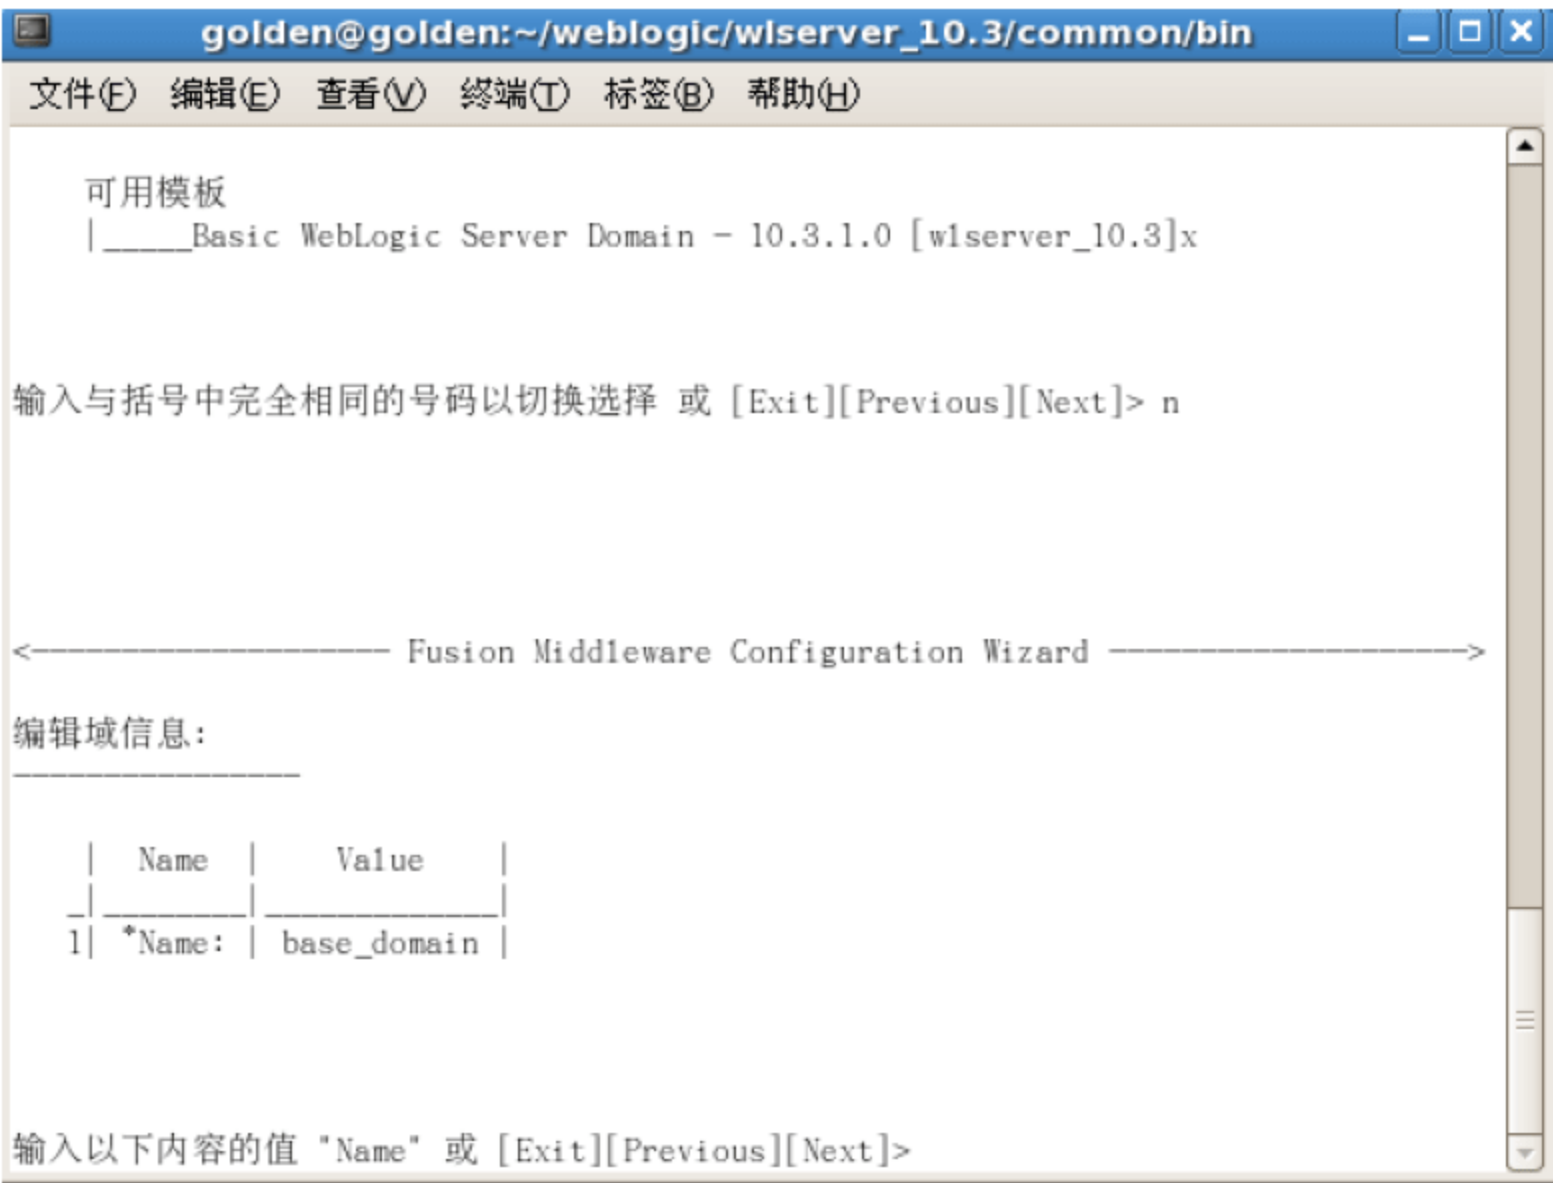 golden@golden:~/weblogic/wlserver_10.3/common/bin
文件(F) 编辑(E) 查看(V) 终端(T) 标签(B) 帮助(H)
可用模板
|_____Basic WebLogic Server Domain - 10.3.1.0 [wlserver_10.3]x
输入与括号中完全相同的号码以切换选择 或 [Exit][Previous][Next]> n
<-------------------- Fusion Middleware Configuration Wizard -------------------->
编辑域信息:
----------------
| Name | Value |
_|________|_____________|
1| *Name: | base_domain |
输入以下内容的值 "Name" 或 [Exit][Previous][Next]>